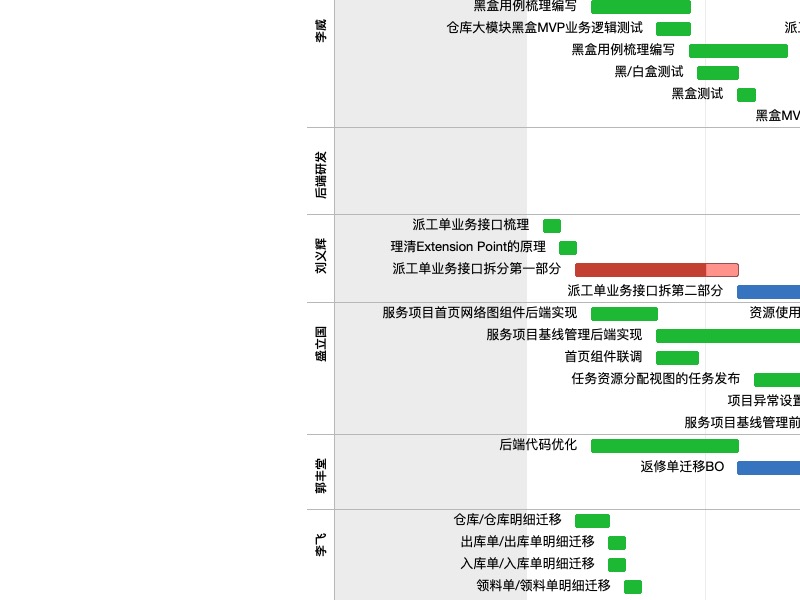 黑盒用例梳理编写
李威
仓库大模块黑盒MVP业务逻辑测试
派工
黑盒用例梳理编写
黑/白盒测试
黑盒测试
黑盒MV
后端研发
派工单业务接口梳理
刘义辉
理清Extension Point的原理
派工单业务接口拆分第一部分
派工单业务接口拆第二部分
服务项目首页网络图组件后端实现
资源使用
盛立国
服务项目基线管理后端实现
首页组件联调
任务资源分配视图的任务发布
项目异常设置
服务项目基线管理前
后端代码优化
郭丰堂
返修单迁移BO
仓库/仓库明细迁移
李飞
出库单/出库单明细迁移
入库单/入库单明细迁移
领料单/领料单明细迁移